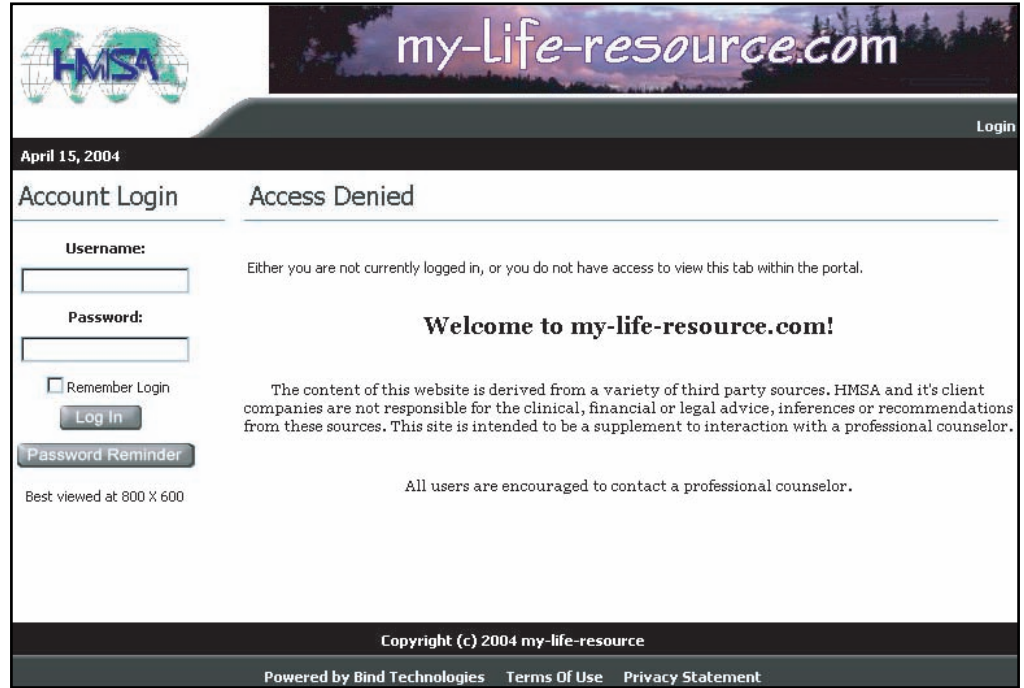 HMSA
my-life-resource.com
Login
April 15, 2004
Account Login
Username:
Password:
Remember Login
Log In
Password Reminder
Best viewed at 800 X 600
Access Denied
Either you are not currently logged in, or you do not have access to view this tab within the portal.
Welcome to my-life-resource.com!
The content of this website is derived from a variety of third party sources. HMSA and it's client
companies are not responsible for the clinical, financial or legal advice, inferences or recommendations
from these sources. This site is intended to be a supplement to interaction with a professional counselor.
All users are encouraged to contact a professional counselor.
Copyright (c) 2004 my-life-resource
Powered by Bind Technologies Terms Of Use Privacy Statement